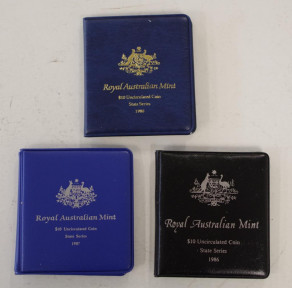 Royal Australian Mint
$10 Uncirculated Coin
State Series
Royal Australian Mint
$10 Uncirculated Coin
State Series
1987
Royal Australian Mint
$10 Uncirculated Coin
State Series
1986